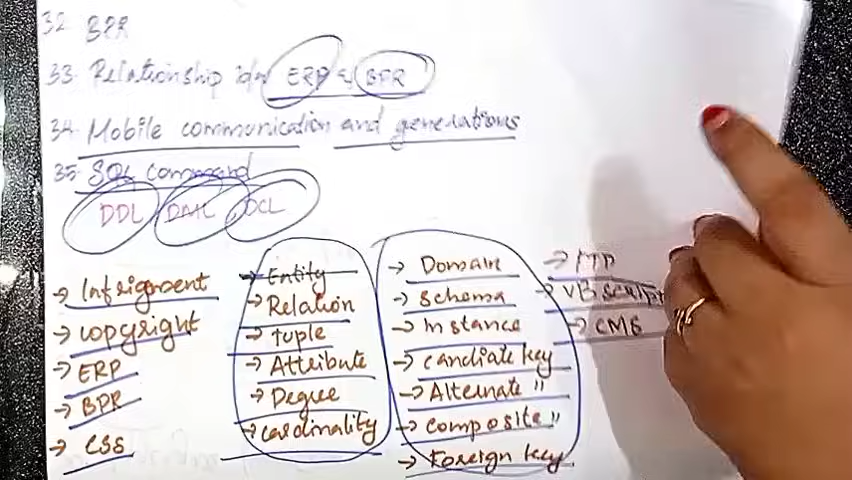 32. BPR
33. Relationship b/w ERP & BPR
34. Mobile communication and generations
35. SQL command
DDL DML DCL
→ Infrigment
→ copyright
→ ERP
→ BPR
→ CSS
→ Entity
→ Relation
→ tuple
→ Attribute
→ Degree
→ cardinality
→ Domain
→ Schema
→ Instance
→ candiate key
→ Alternate "
→ composite "
→ Foreign key
→ FTP
→ VB script
→ CMS